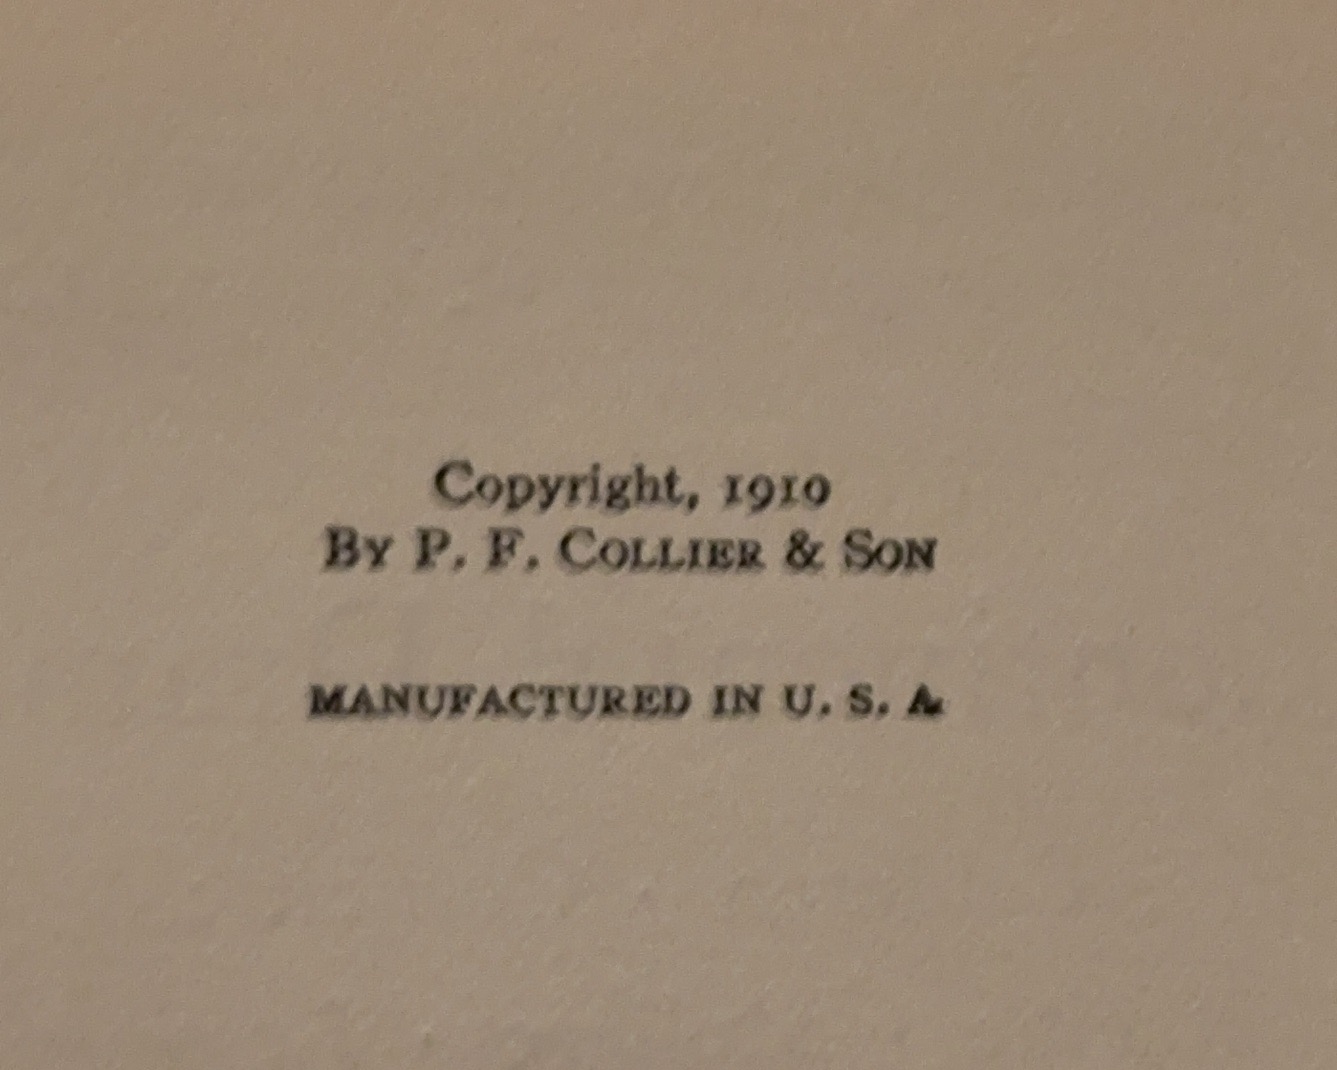 Copyright, 1910
By P. F. Collier & Son
MANUFACTURED IN U. S. A.